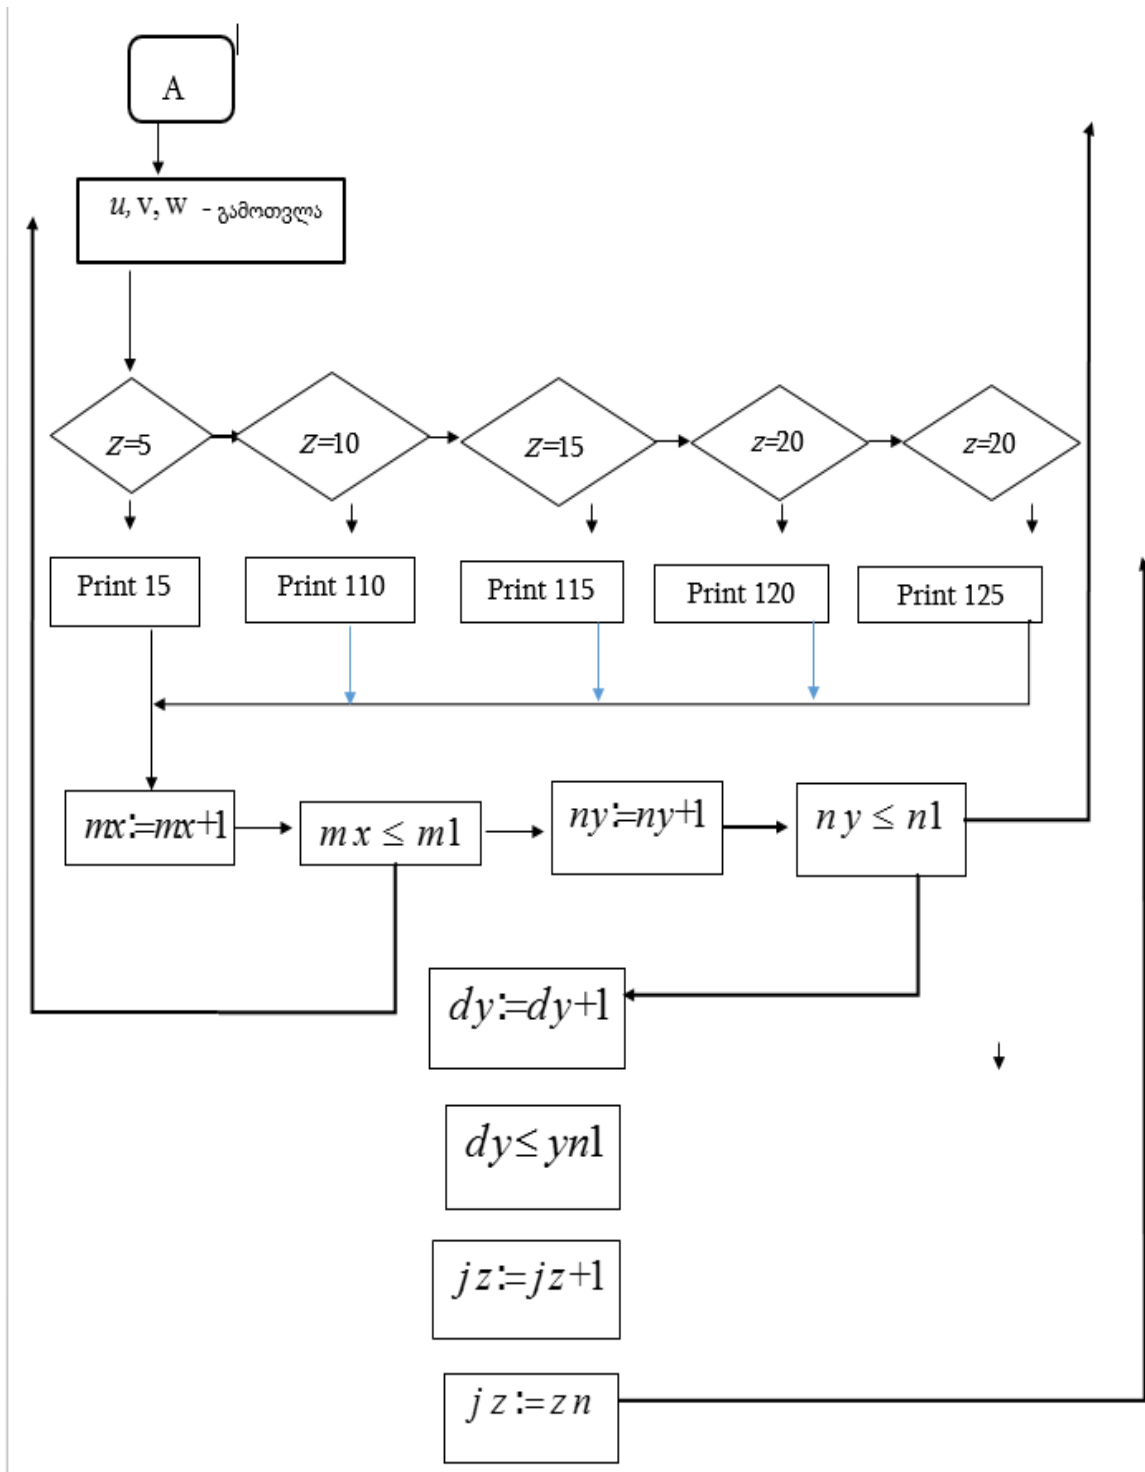 A
u, v, w - გამოთვლა
z=5
z=10
z=15
z=20
z=20
Print 15
Print 110
Print 115
Print 120
Print 125
mx:=mx+1
mx ≤ m1
ny:=ny+1
ny ≤ n1
dy:=dy+1
dy ≤ yn1
jz:=jz+1
jz:=zn